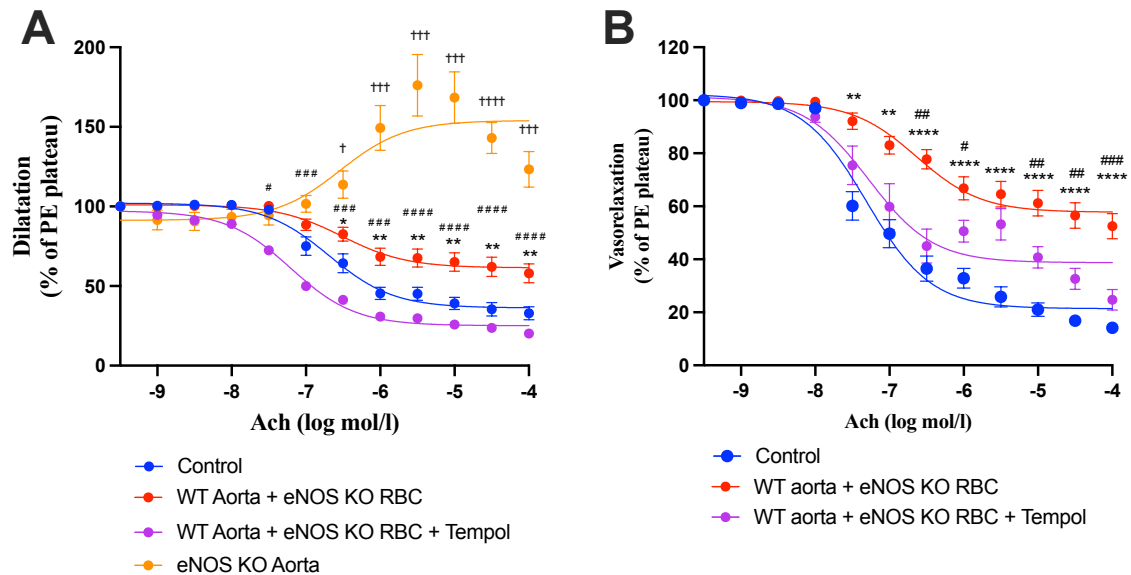 A
Dilatation
(% of PE plateau)
200
150
100
50
0
†††
†††
†††
††††
†††
†
# ### ### ### #### #### #### ####
* ** ** ** ** **
-9 -8 -7 -6 -5 -4
Ach (log mol/l)
Control
WT Aorta + eNOS KO RBC
WT Aorta + eNOS KO RBC + Tempol
eNOS KO Aorta
B
Vasorelaxation
(% of PE plateau)
120
100
80
60
40
20
0
** ** ## # ## ## ###
**** **** **** **** **** ****
-9 -8 -7 -6 -5 -4
Ach (log mol/l)
Control
WT aorta + eNOS KO RBC
WT aorta + eNOS KO RBC + Tempol